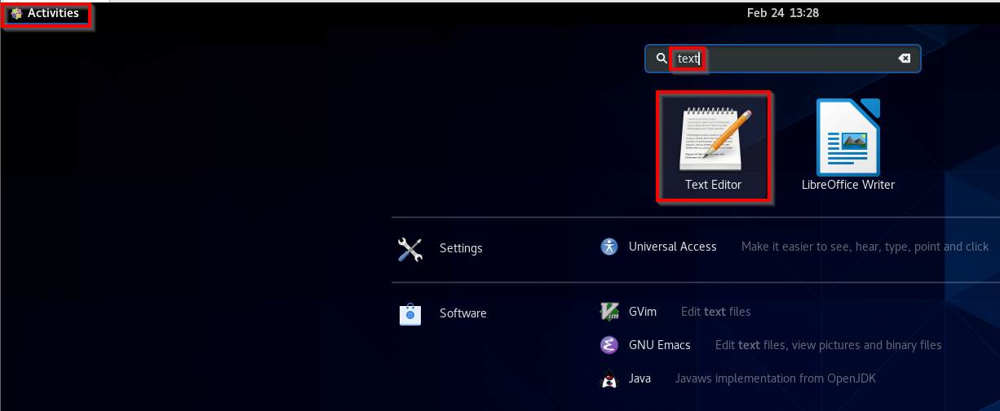 Activities
Feb 24 13:28
text
Text Editor
LibreOffice Writer
Settings
Universal Access Make it easier to see, hear, type, point and click
Software
GVim Edit text files
GNU Emacs Edit text files, view pictures and binary files
Java Javaws implementation from OpenJDK